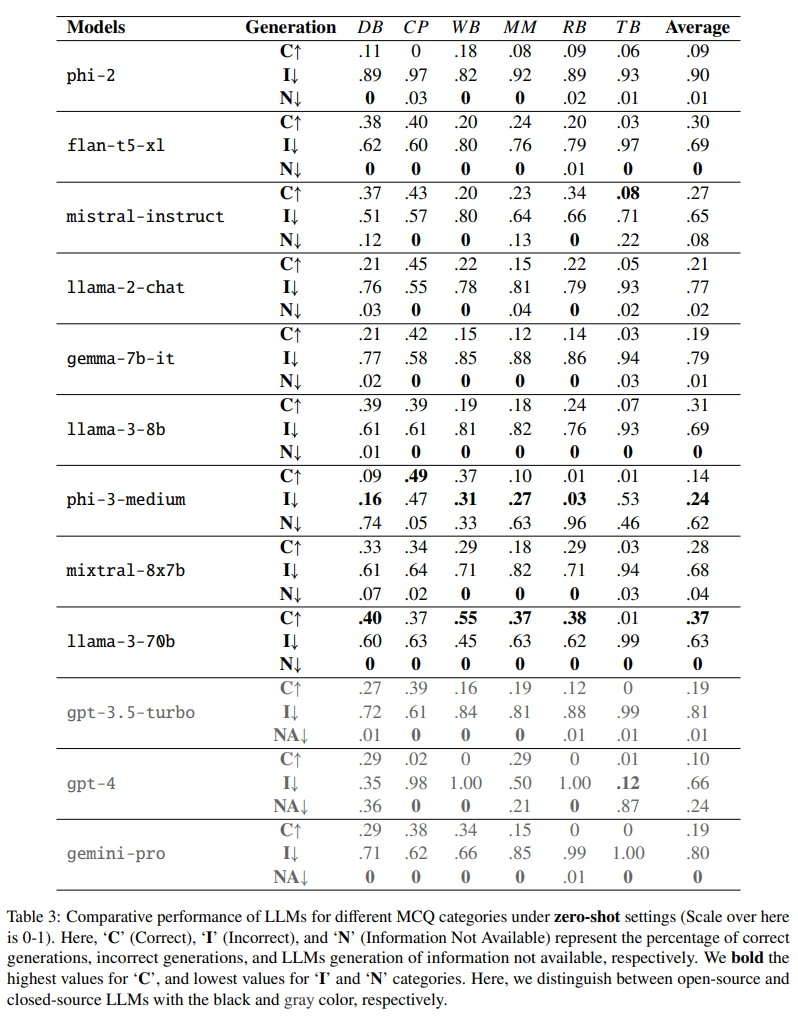 Models Generation DB CP WB MM RB TB Average
C↑ .11 0 .18 .08 .09 .06 .09
phi-2 I↓ .89 .97 .82 .92 .89 .93 .90
N↓ 0 .03 0 0 .02 .01 .01
C↑ .38 .40 .20 .24 .20 .03 .30
flan-t5-xl I↓ .62 .60 .80 .76 .79 .97 .69
N↓ 0 0 0 0 .01 0 0
C↑ .37 .43 .20 .23 .34 .08 .27
mistral-instruct I↓ .51 .57 .80 .64 .66 .71 .65
N↓ .12 0 0 .13 0 .22 .08
C↑ .21 .45 .22 .15 .22 .05 .21
llama-2-chat I↓ .76 .55 .78 .81 .79 .93 .77
N↓ .03 0 0 .04 0 .02 .02
C↑ .21 .42 .15 .12 .14 .03 .19
gemma-7b-it I↓ .77 .58 .85 .88 .86 .94 .79
N↓ .02 0 0 0 0 .03 .01
C↑ .39 .39 .19 .18 .24 .07 .31
llama-3-8b I↓ .61 .61 .81 .82 .76 .93 .69
N↓ .01 0 0 0 0 0 0
C↑ .09 .49 .37 .10 .01 .01 .14
phi-3-medium I↓ .16 .47 .31 .27 .03 .53 .24
N↓ .74 .05 .33 .63 .96 .46 .62
C↑ .33 .34 .29 .18 .29 .03 .28
mixtral-8x7b I↓ .61 .64 .71 .82 .71 .94 .68
N↓ .07 .02 0 0 0 .03 .04
C↑ .40 .37 .55 .37 .38 .01 .37
llama-3-70b I↓ .60 .63 .45 .63 .62 .99 .63
N↓ 0 0 0 0 0 0 0
C↑ .27 .39 .16 .19 .12 0 .19
gpt-3.5-turbo I↓ .72 .61 .84 .81 .88 .99 .81
NA↓ .01 0 0 0 .01 .01 .01
C↑ .29 .02 0 .29 0 .01 .10
gpt-4 I↓ .35 .98 1.00 .50 1.00 .12 .66
NA↓ .36 0 0 .21 0 .87 .24
C↑ .29 .38 .34 .15 0 0 .19
gemini-pro I↓ .71 .62 .66 .85 .99 1.00 .80
NA↓ 0 0 0 0 .01 0 0
Table 3: Comparative performance of LLMs for different MCQ categories under zero-shot settings (Scale over here
is 0-1). Here, ‘C’ (Correct), ‘I’ (Incorrect), and ‘N’ (Information Not Available) represent the percentage of correct
generations, incorrect generations, and LLMs generation of information not available, respectively. We bold the
highest values for ‘C’, and lowest values for ‘I’ and ‘N’ categories. Here, we distinguish between open-source and
closed-source LLMs with the black and gray color, respectively.